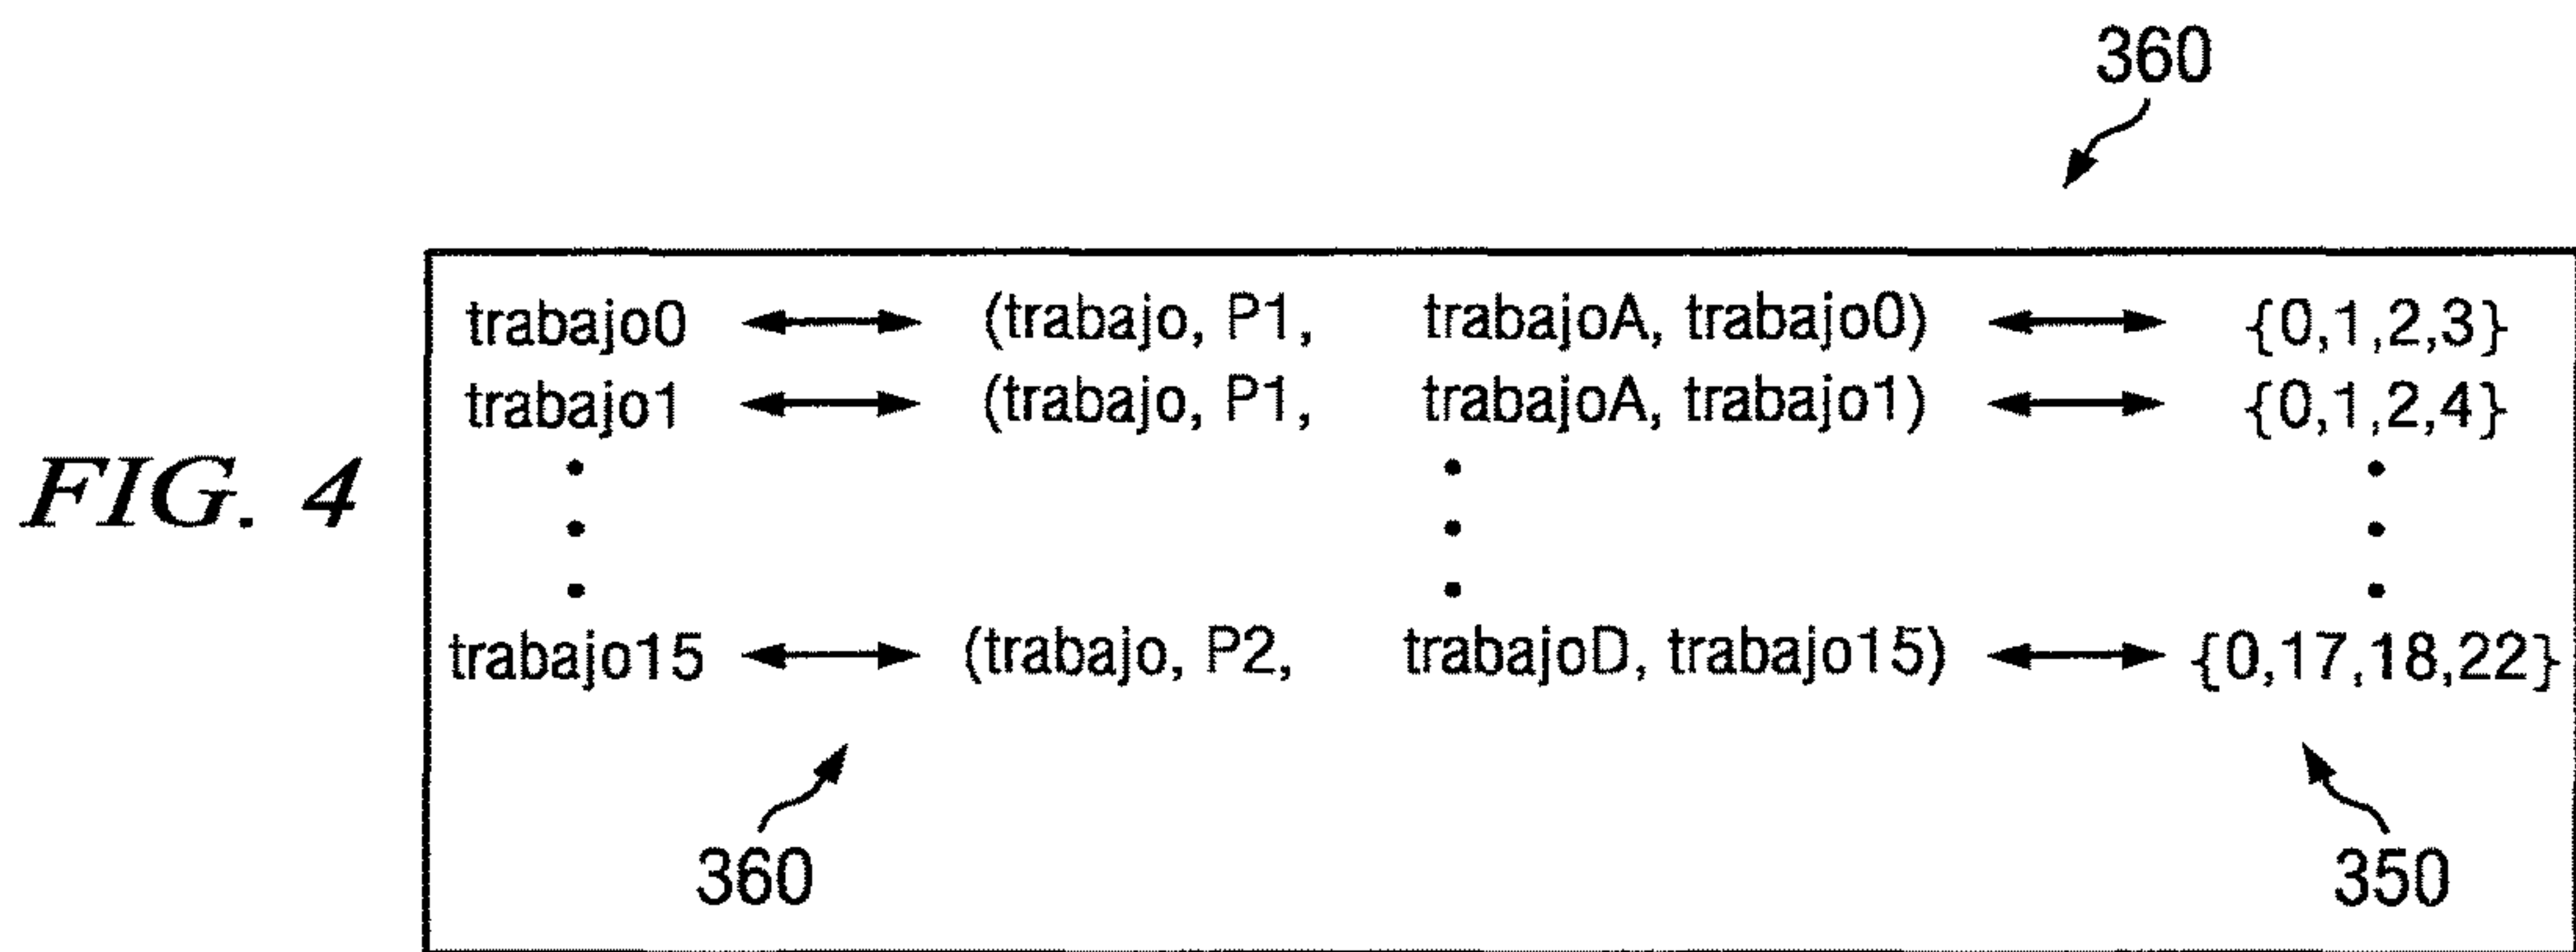 360
trabajo0 ⟷ (trabajo, P1, trabajoA, trabajo0) ⟷ {0,1,2,3}
trabajo1 ⟷ (trabajo, P1, trabajoA, trabajo1) ⟷ {0,1,2,4}
FIG. 4
trabajo15 ⟷ (trabajo, P2, trabajoD, trabajo15) ⟷ {0,17,18,22}
360 350